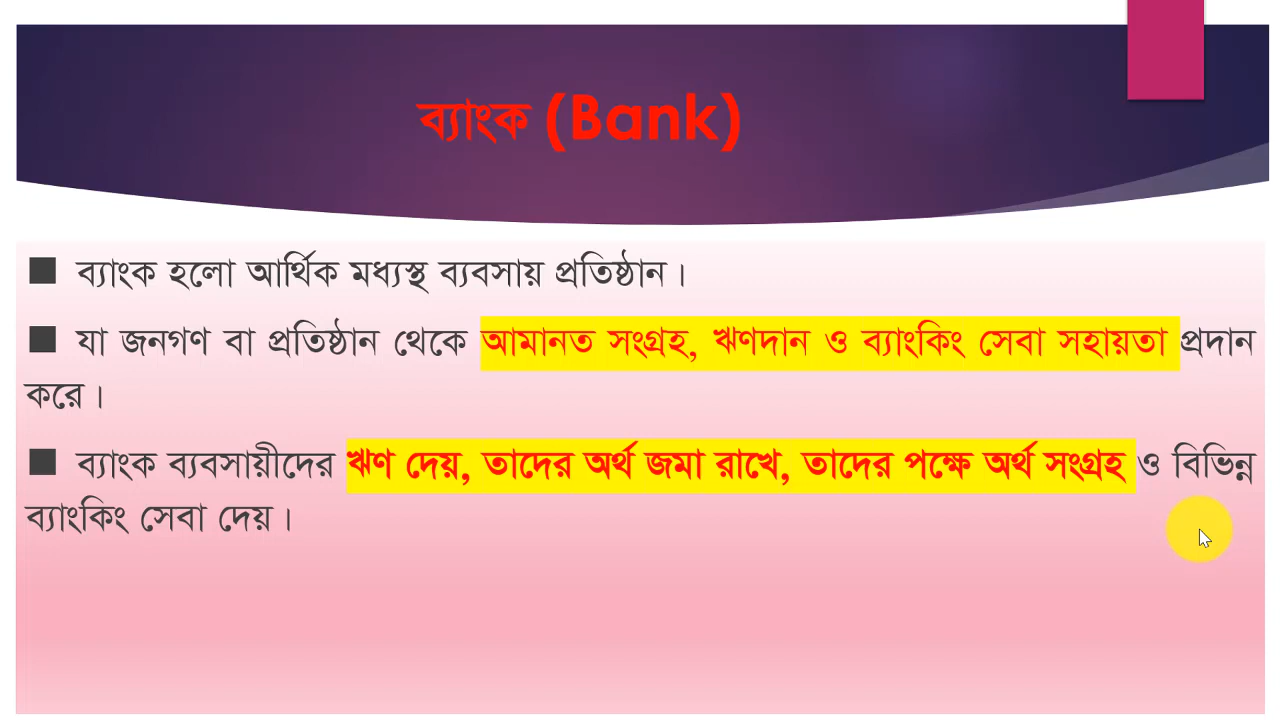 ব্যাংক (Bank)
■ ব্যাংক হলো আর্থিক মধ্যস্থ ব্যবসায় প্রতিষ্ঠান।
■ যা জনগণ বা প্রতিষ্ঠান থেকে আমানত সংগ্রহ, ঋণদান ও ব্যাংকিং সেবা সহায়তা প্রদান
করে।
■ ব্যাংক ব্যবসায়ীদের ঋণ দেয়, তাদের অর্থ জমা রাখে, তাদের পক্ষে অর্থ সংগ্রহ ও বিভিন্ন
ব্যাংকিং সেবা দেয়।